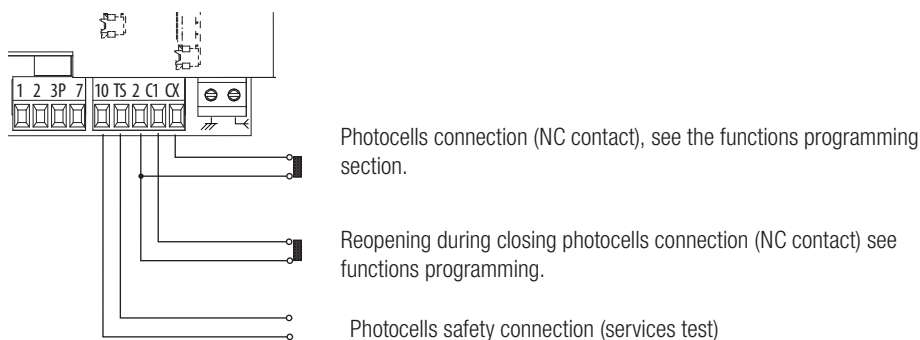 1 2 3P 7 10 TS 2 C1 CX
Photocells connection (NC contact), see the functions programming
section.
Reopening during closing photocells connection (NC contact) see
functions programming.
Photocells safety connection (services test)